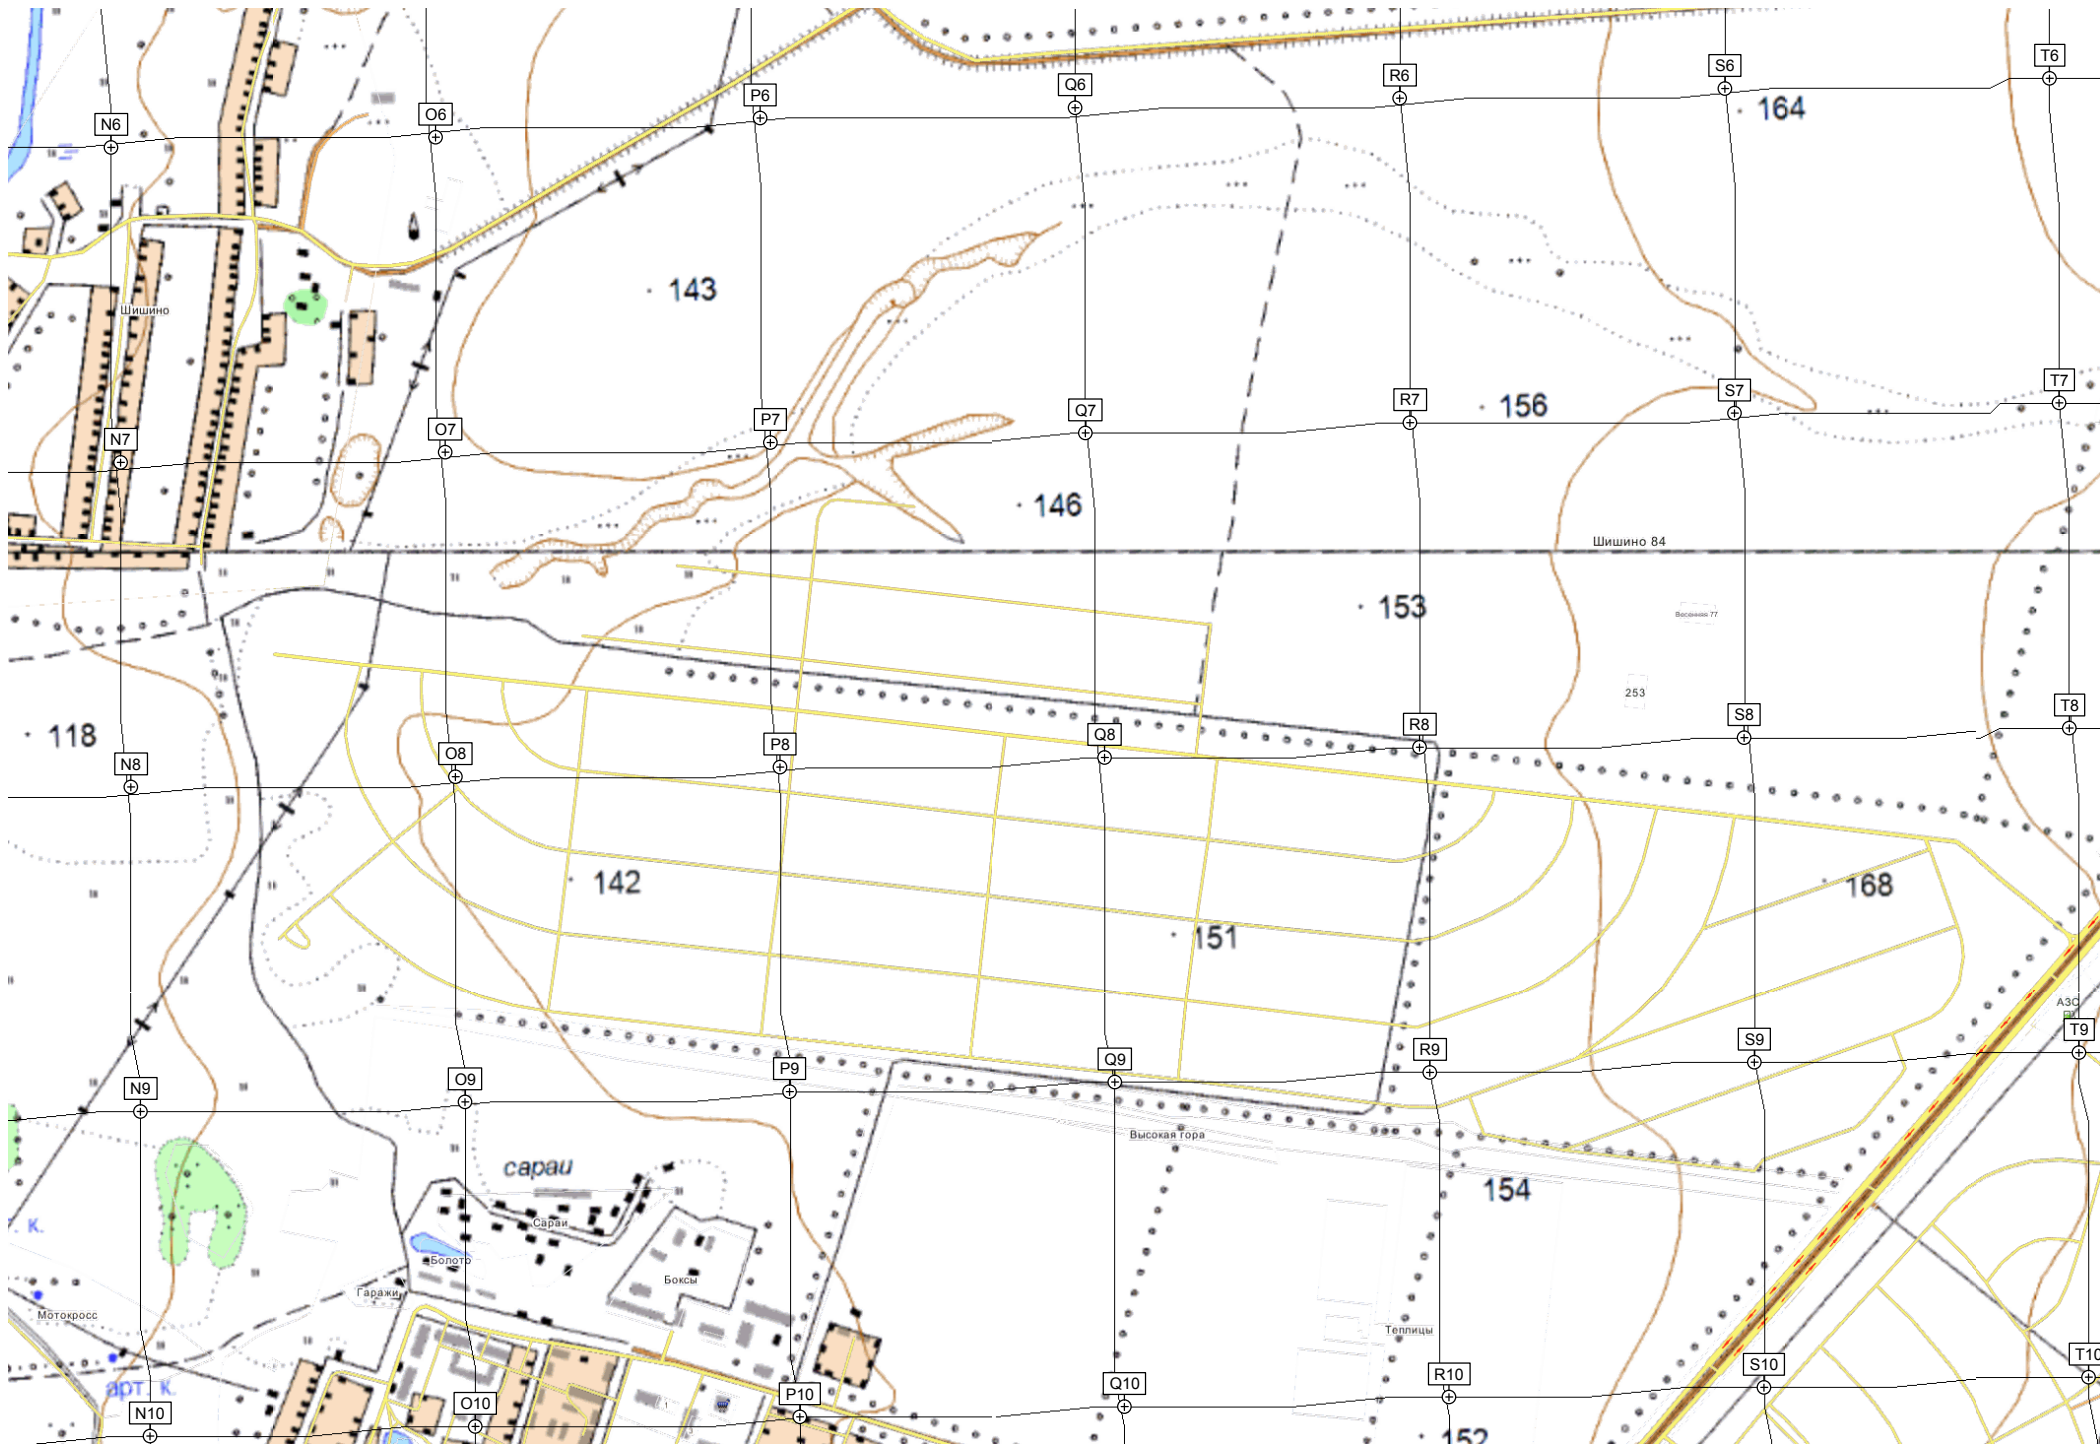 T6
S6
R6
Q6
P6
164
O6
N6
143
Шишино
T7
S7
156
R7
Q7
P7
O7
N7
146
Шишино 84
153
Весенняя 77
253
T8
S8
R8
118
Q8
P8
O8
N8
142
168
151
АЗС
T9
S9
R9
Q9
P9
O9
N9
Высокая гора
сараи
154
Сараи
т. к.
Болото
Боксы
Гаражи
Мотокросс
Теплицы
T10
S10
R10
Q10
арт. к.
P10
O10
N10
152